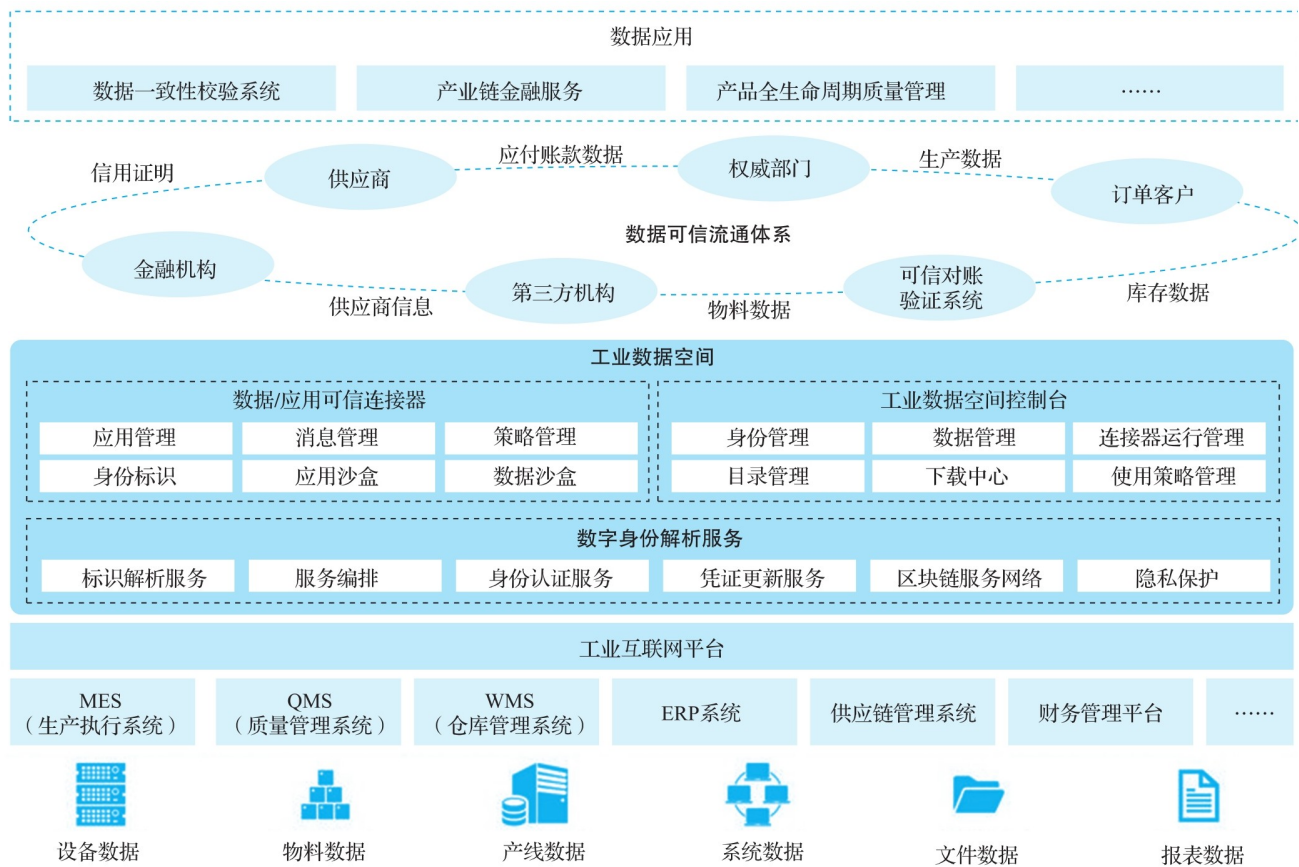 数据应用
数据一致性校验系统 产业链金融服务 产品全生命周期质量管理 ……
信用证明 供应商 应付账款数据 权威部门 生产数据 订单客户
数据可信流通体系
金融机构 供应商信息 第三方机构 物料数据 可信对账
验证系统 库存数据
工业数据空间
数据/应用可信连接器 工业数据空间控制台
应用管理 消息管理 策略管理 身份管理 数据管理 连接器运行管理
身份标识 应用沙盒 数据沙盒 目录管理 下载中心 使用策略管理
数字身份解析服务
标识解析服务 服务编排 身份认证服务 凭证更新服务 区块链服务网络 隐私保护
工业互联网平台
MES
（生产执行系统） QMS
（质量管理系统） WMS
（仓库管理系统） ERP系统 供应链管理系统 财务管理平台 ……
设备数据 物料数据 产线数据 系统数据 文件数据 报表数据